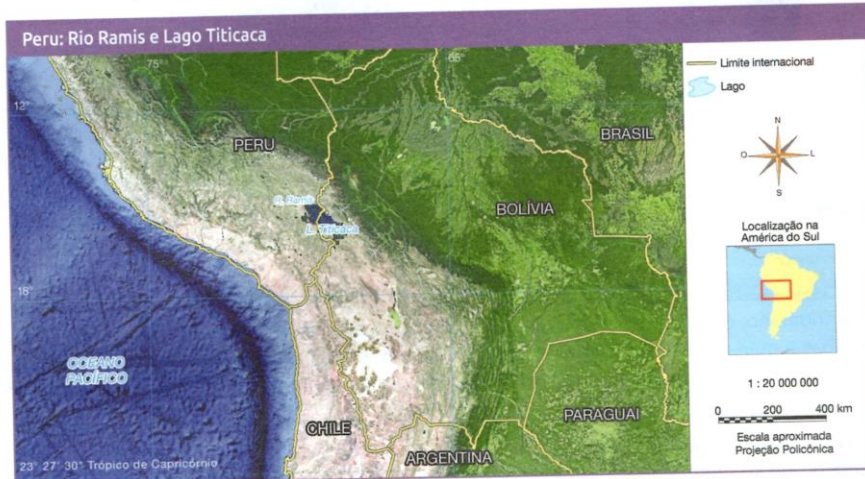 Peru: Rio Ramis e Lago Titicaca
75°
65°
Limite internacional
Lago
12°
BRASIL
PERU
N
O
L
S
R. Ramis
BOLÍVIA
L. Titicaca
Localização na
América do Sul
18°
OCEANO
PACÍFICO
1 : 20 000 000
PARAGUAI
0 200 400 km
CHILE
Escala aproximada
Projeção Policônica
ARGENTINA
23° 27' 30" Trópico de Capricórnio